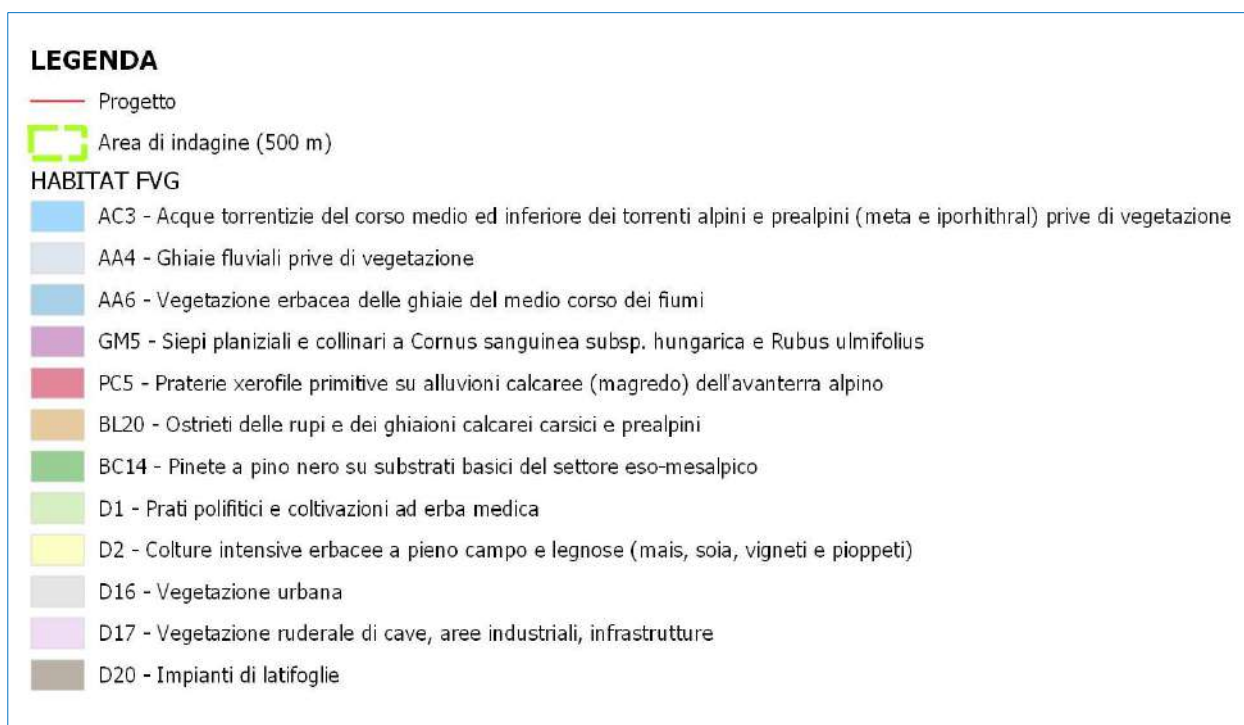 LEGENDA
Progetto
Area di indagine (500 m)
HABITAT FVG
AC3 - Acque torrentizie del corso medio ed inferiore dei torrenti alpini e prealpini (meta e iporhithral) prive di vegetazione
AA4 - Ghiaie fluviali prive di vegetazione
AA6 - Vegetazione erbacea delle ghiaie del medio corso dei fiumi
GM5 - Siepi planiziali e collinari a Cornus sanguinea subsp. hungarica e Rubus ulmifolius
PC5 - Praterie xerofile primitive su alluvioni calcaree (magredo) dell'avanterra alpino
BL20 - Ostrieti delle rupi e dei ghiaioni calcarei carsici e prealpini
BC14 - Pinete a pino nero su substrati basici del settore eso-mesalpico
D1 - Prati polifitici e coltivazioni ad erba medica
D2 - Colture intensive erbacee a pieno campo e legnose (mais, soia, vigneti e pioppeti)
D16 - Vegetazione urbana
D17 - Vegetazione ruderale di cave, aree industriali, infrastrutture
D20 - Impianti di latifoglie